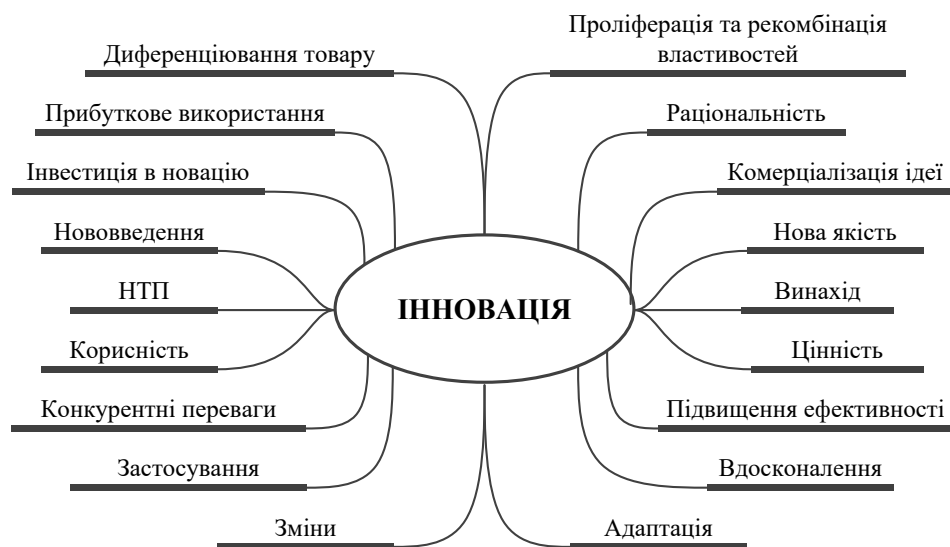 Проліферація та рекомбінація
властивостей
Диференціювання товару
Прибуткове використання
Раціональність
Інвестиція в новацію
Комерціалізація ідеї
Нововведення
Нова якість
НТП
ІННОВАЦІЯ
Винахід
Корисність
Цінність
Конкурентні переваги
Підвищення ефективності
Застосування
Вдосконалення
Зміни
Адаптація